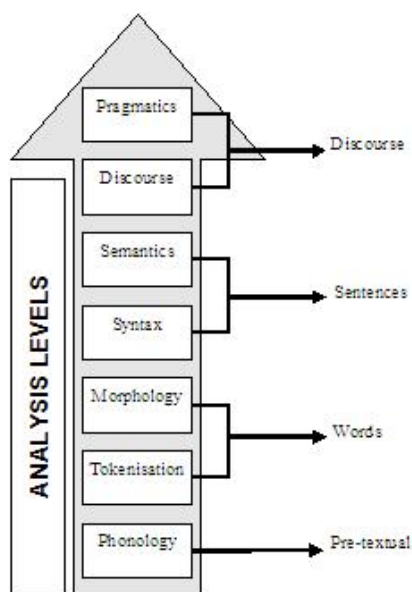 Pragmatics
Discourse
Discourse
Semantics
Sentences
Syntax
Morphology
Words
Tokenisation
Phonology
Pre-textual
ANALYSIS LEVELS